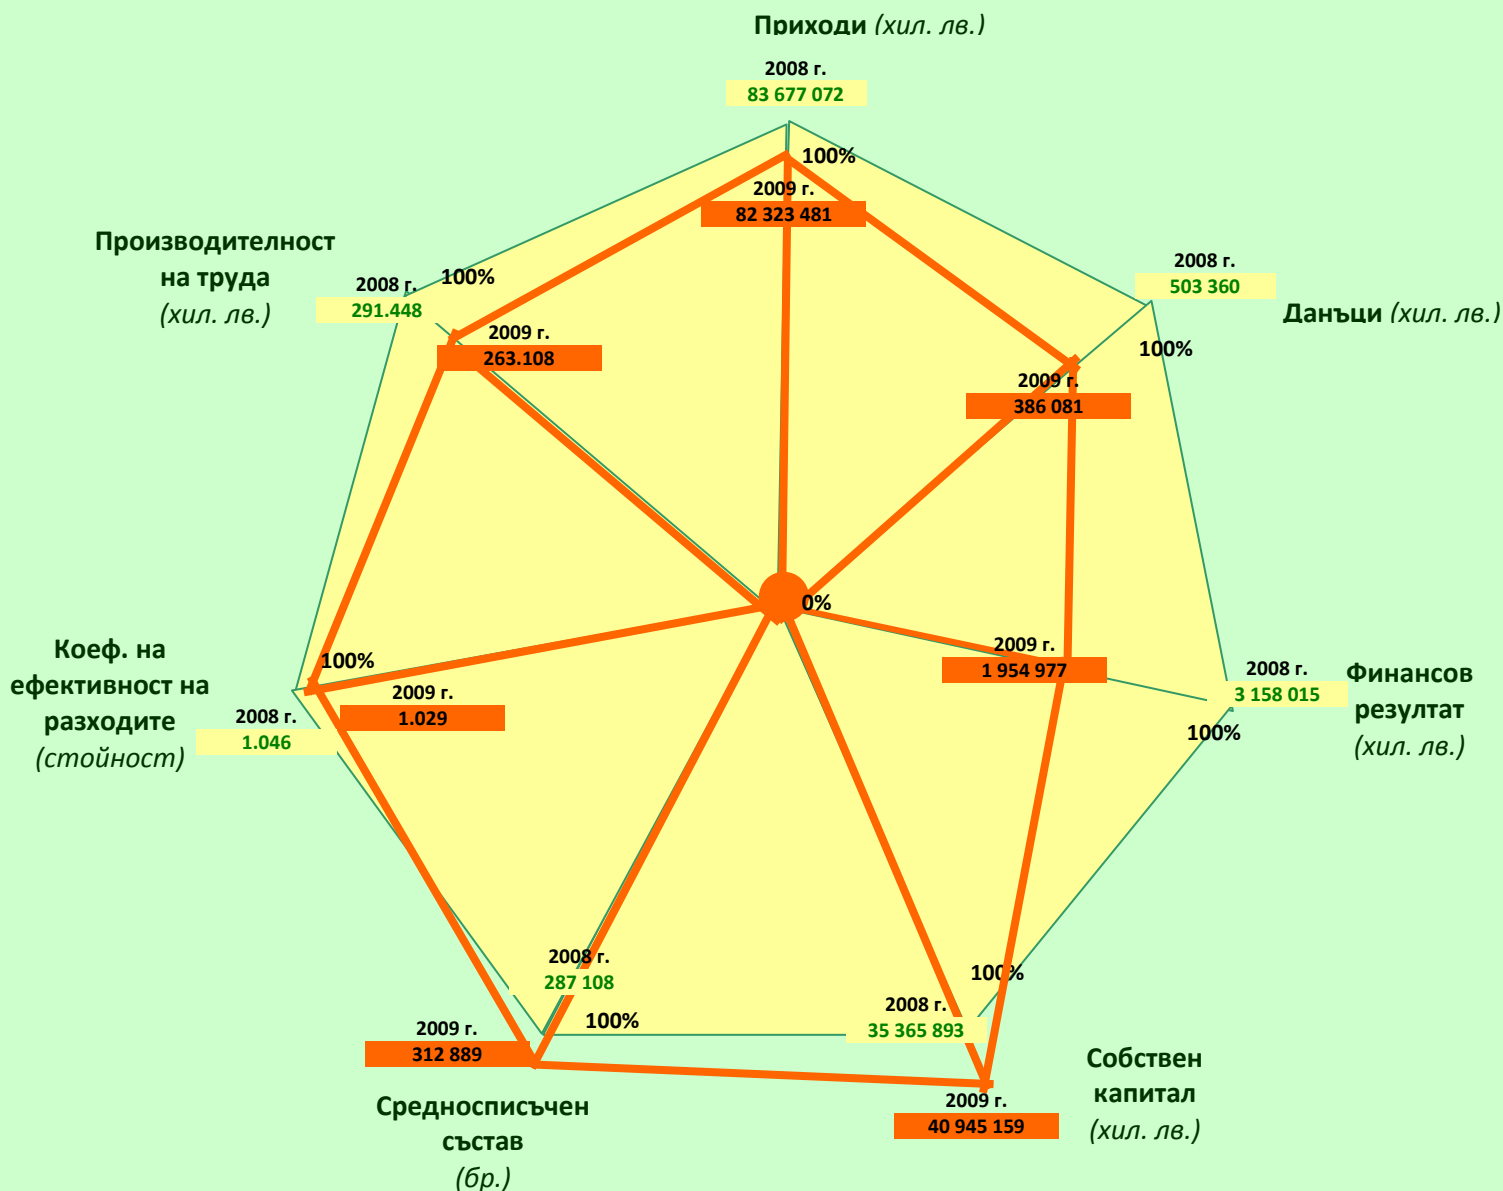 Приходи (хил. лв.)
2008 г.
83 677 072
100%
2009 г.
82 323 481
Производителност
на труда
(хил. лв.)
2008 г.
291.448
100%
2009 г.
263.108
2008 г.
503 360
Данъци (хил. лв.)
100%
2009 г.
386 081
0%
2009 г.
1 954 977
2008 г.
3 158 015
100%
Финансов
резултат
(хил. лв.)
Коеф. на
ефективност на
разходите
(стойност)
100%
2008 г.
1.046
2009 г.
1.029
2008 г.
287 108
100%
2009 г.
312 889
Средносписъчен
състав
(бр.)
100%
2008 г.
35 365 893
2009 г.
40 945 159
Собствен
капитал
(хил. лв.)